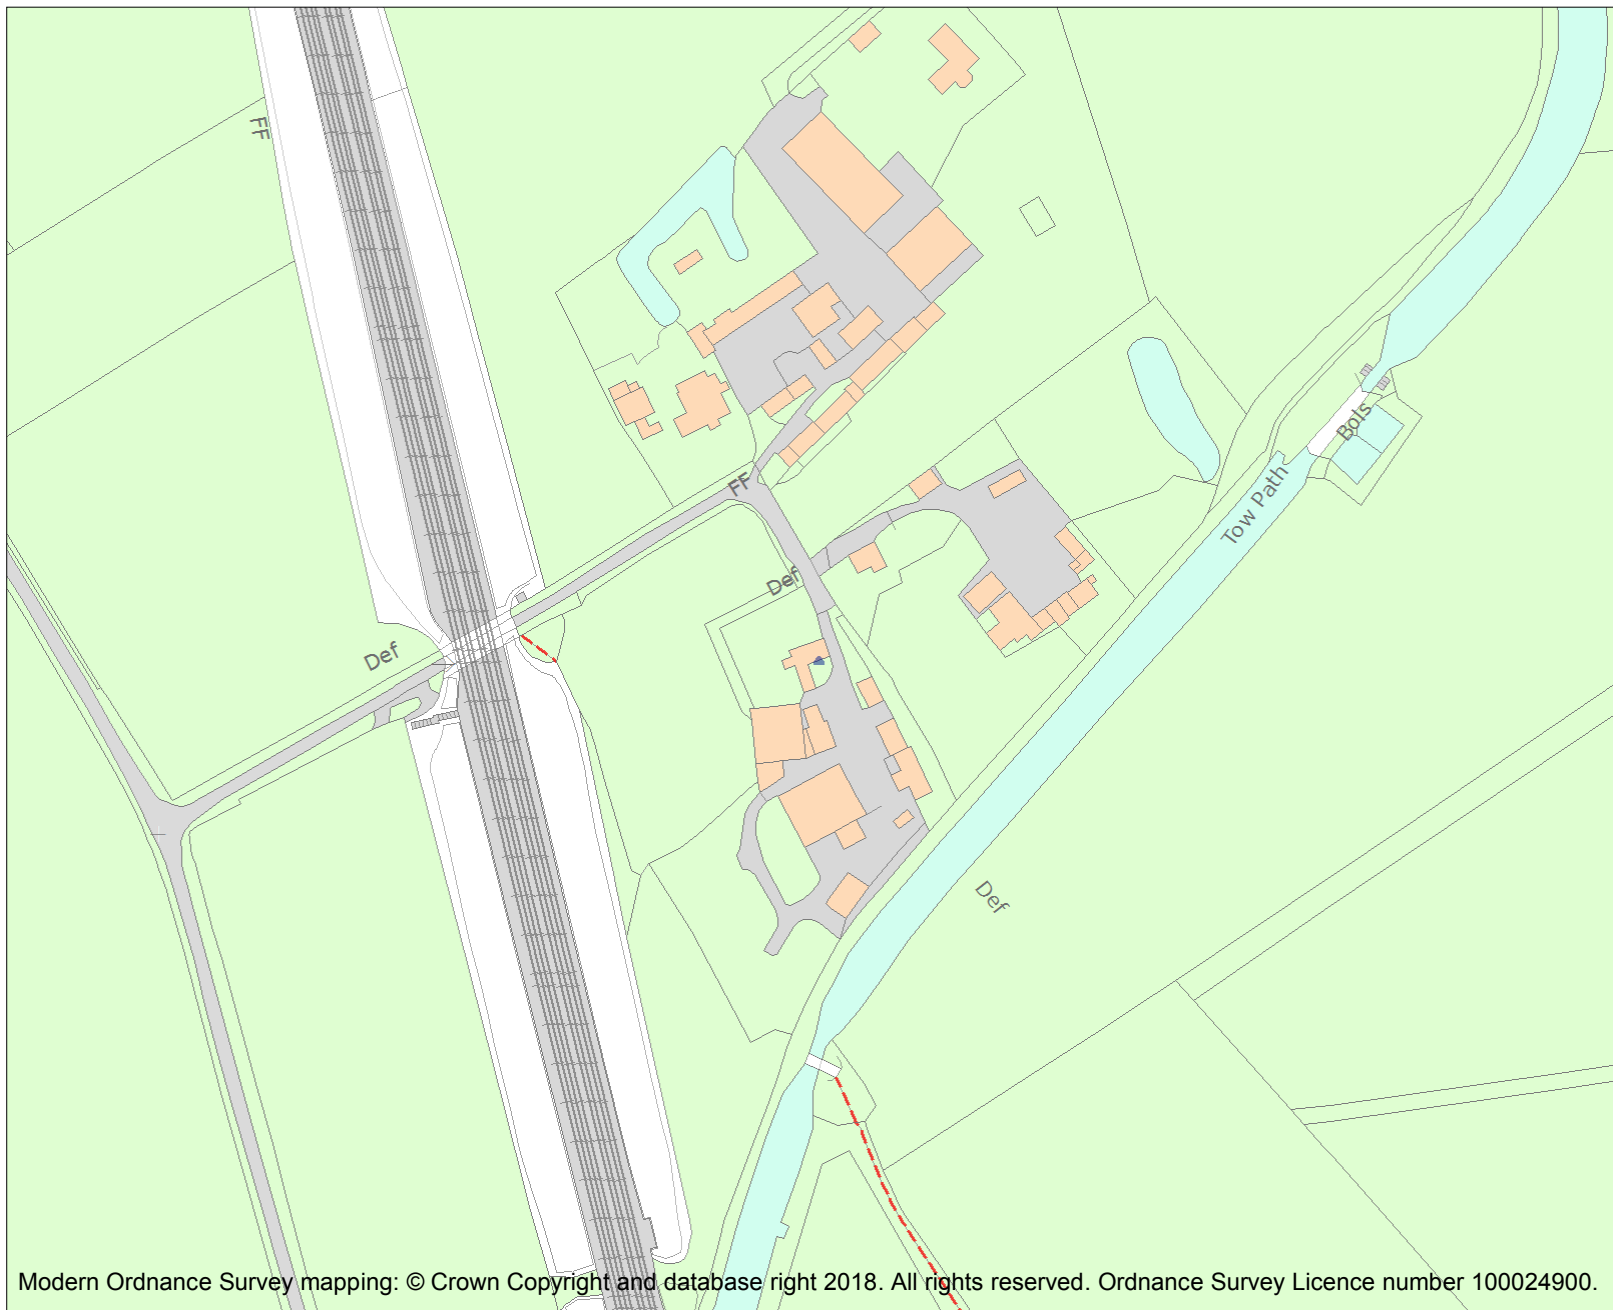 FF
Bols
FF
Tow Path
Def
Def
Def
Modern Ordnance Survey mapping: © Crown Copyright and database right 2018. All rights reserved. Ordnance Survey Licence number 100024900.